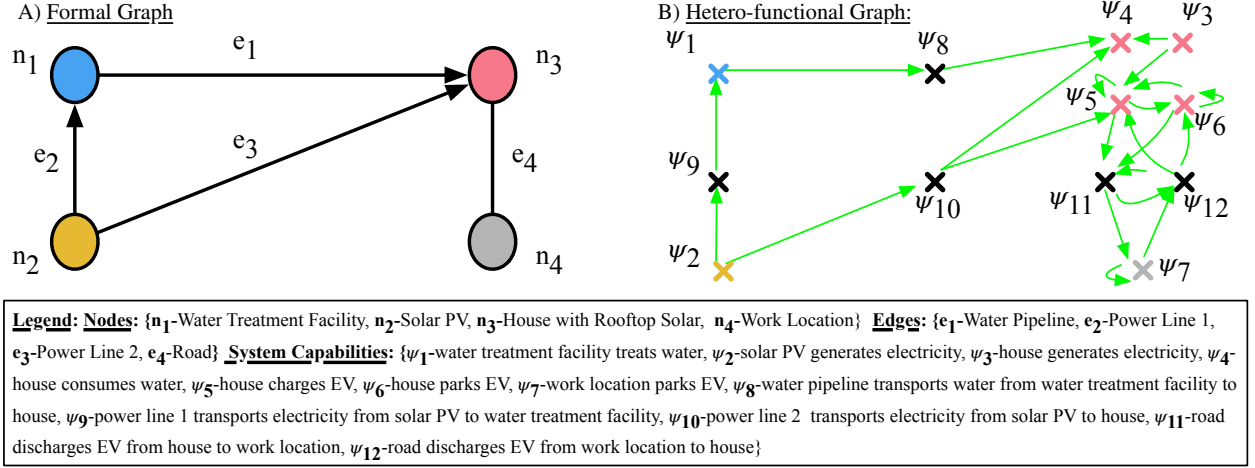 A) Formal Graph
B) Hetero-functional Graph:
n1
e1
n3
e2
e3
e4
n2
n4
ψ1
ψ8
ψ4
ψ3
ψ5
ψ6
ψ9
ψ10
ψ11
ψ12
ψ2
ψ7
Legend: Nodes: {n1-Water Treatment Facility, n2-Solar PV, n3-House with Rooftop Solar, n4-Work Location} Edges: {e1-Water Pipeline, e2-Power Line 1,
e3-Power Line 2, e4-Road} System Capabilities: {ψ1-water treatment facility treats water, ψ2-solar PV generates electricity, ψ3-house generates electricity, ψ4-
house consumes water, ψ5-house charges EV, ψ6-house parks EV, ψ7-work location parks EV, ψ8-water pipeline transports water from water treatment facility to
house, ψ9-power line 1 transports electricity from solar PV to water treatment facility, ψ10-power line 2 transports electricity from solar PV to house, ψ11-road
discharges EV from house to work location, ψ12-road discharges EV from work location to house}